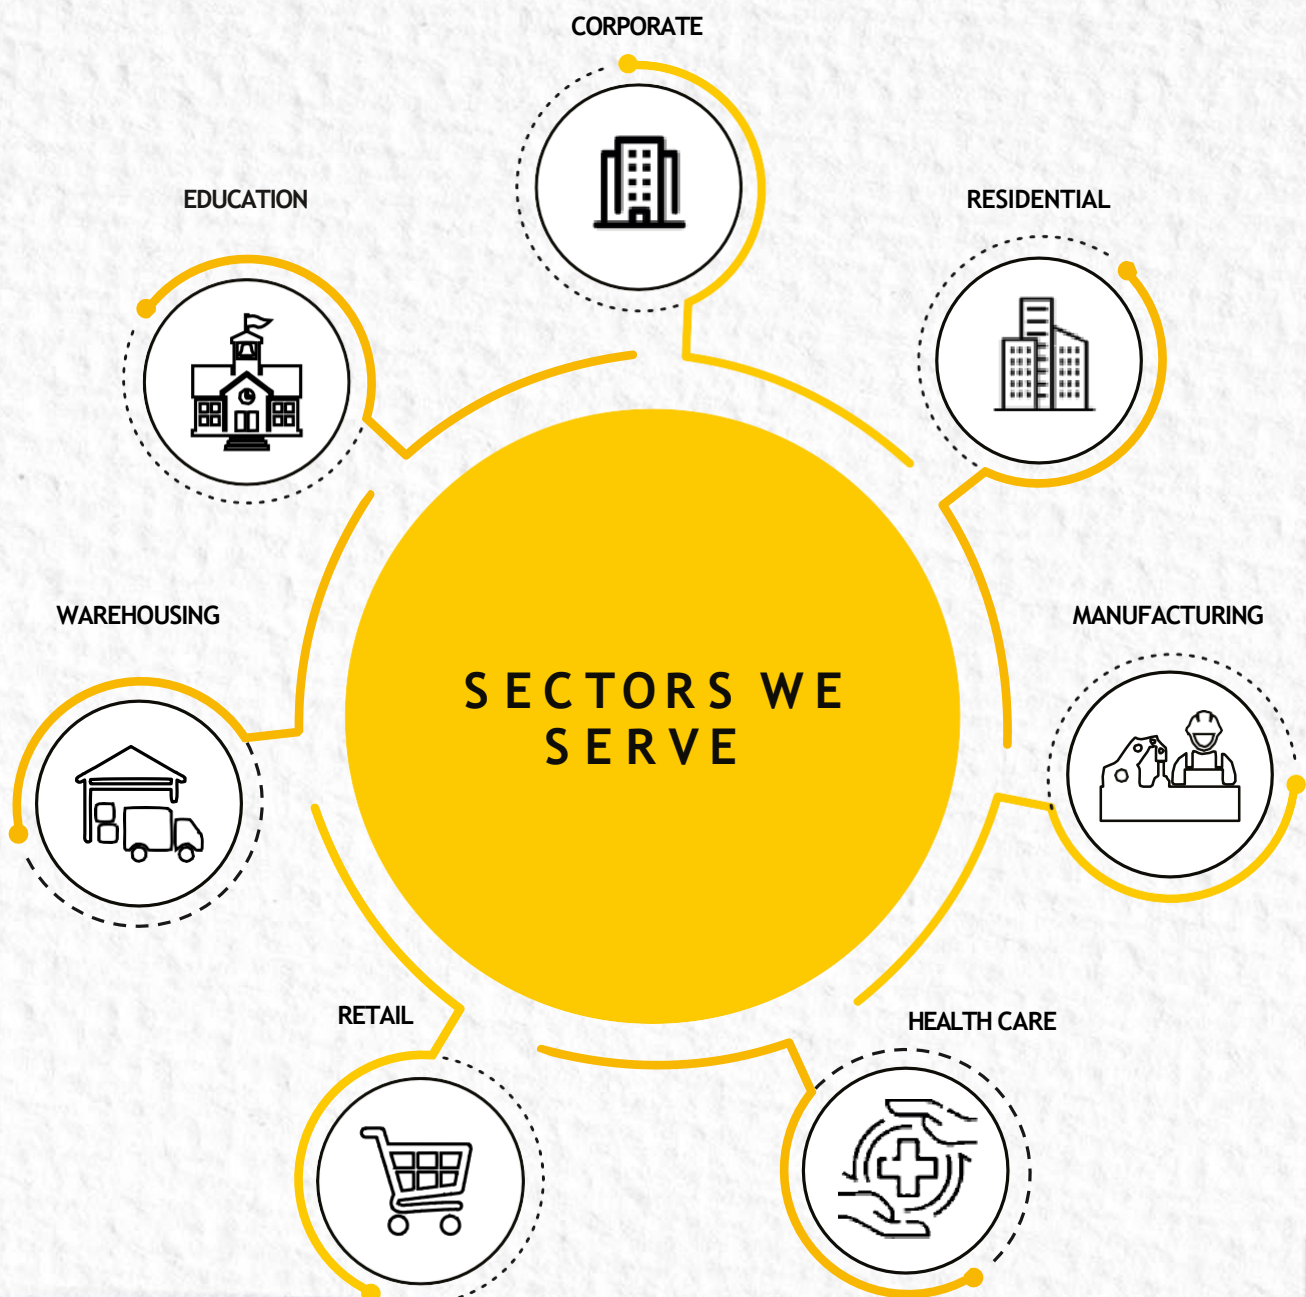 CORPORATE
EDUCATION
RESIDENTIAL
WAREHOUSING
MANUFACTURING
SECTORS WE
SERVE
RETAIL
HEALTH CARE